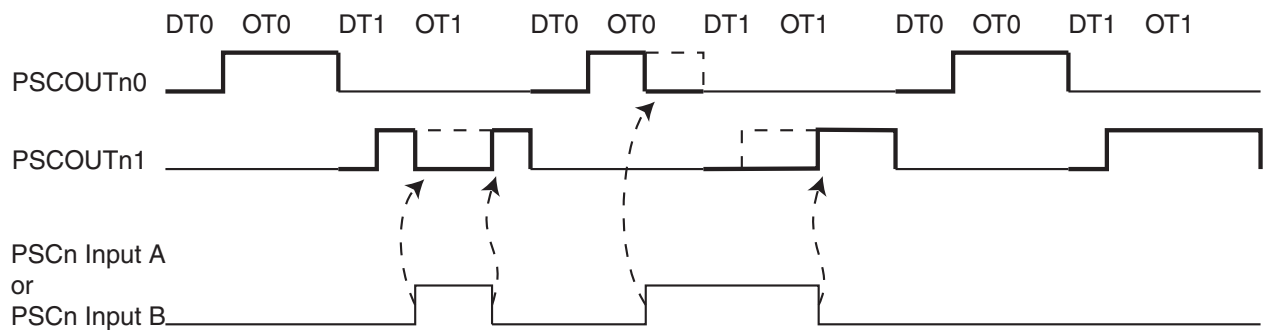 DT0 OT0 DT1 OT1 DT0 OT0 DT1 OT1 DT0 OT0 DT1 OT1
PSCOUTn0
PSCOUTn1
PSCn Input A
or
PSCn Input B